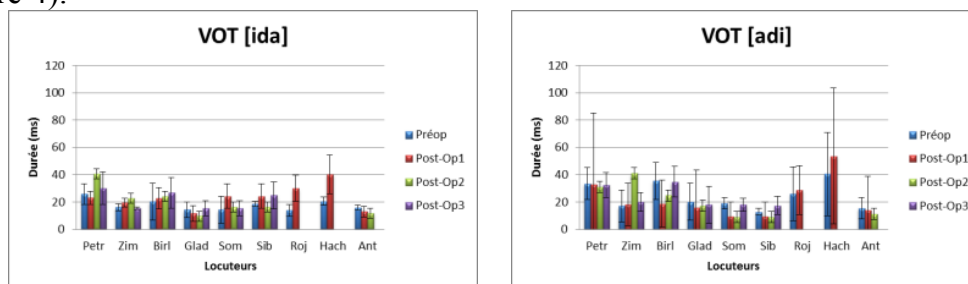 re 4).
VOT [ida]
120
100
80
60
40
20
0
Durée (ms)
Petr Zim Birl Glad Som Sib Roj Hach Ant
Locuteurs
Préop
Post-Op1
Post-Op2
Post-Op3
VOT [adi]
120
100
80
60
40
20
0
Durée (ms)
Petr Zim Birl Glad Som Sib Roj Hach Ant
Locuteurs
Préop
Post-Op1
Post-Op2
Post-Op3